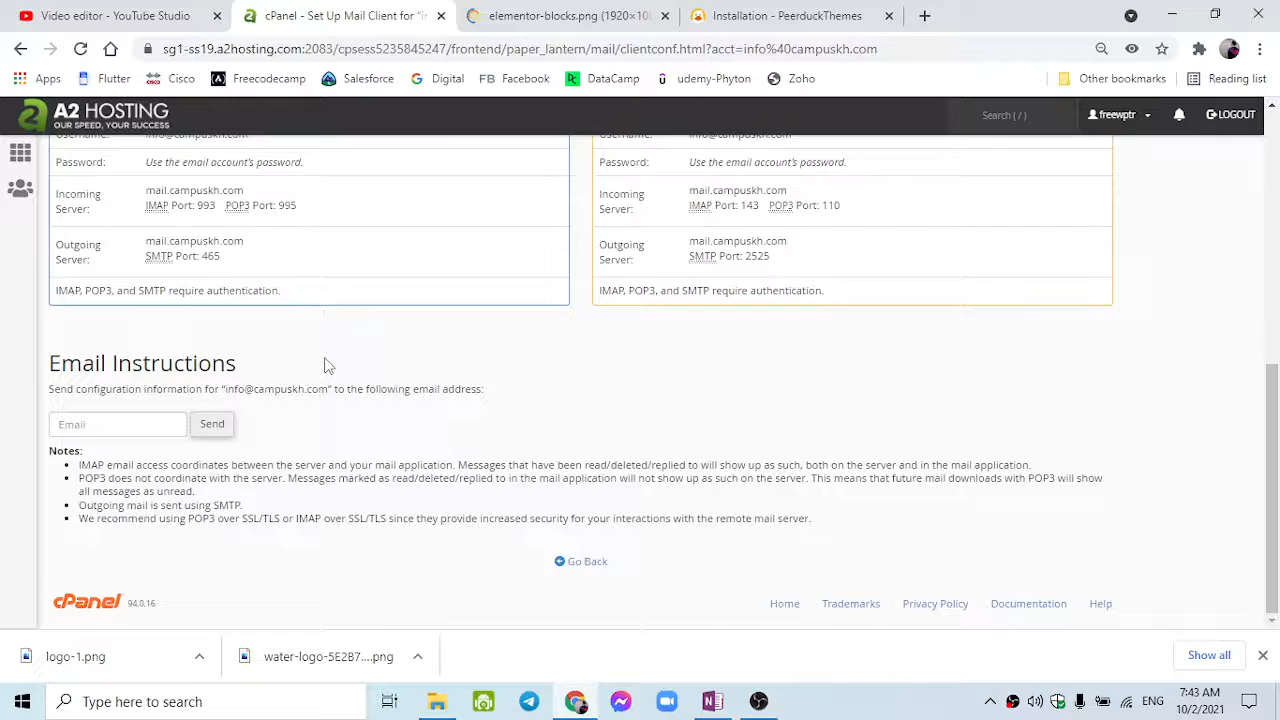 Video editor - YouTube Studio
cPanel - Set Up Mail Client for "i
elementor-blocks.png (1920×100
Installation - PeerduckThemes
sg1-ss19.a2hosting.com:2083/cpsess5235845247/frontend/paper_lantern/mail/clientconf.html?acct=info%40campuskh.com
Apps Flutter Cisco Freecodecamp Salesforce Digital FB Facebook DataCamp udemy-Phyton Zoho Other bookmarks Reading list
A2 HOSTING
OUR SPEED, YOUR SUCCESS
Search ( / )
freewptr
LOGOUT
Username: info@campuskh.com
Password: Use the email account's password.
Incoming Server: mail.campuskh.com
IMAP Port: 993 POP3 Port: 995
Outgoing Server: mail.campuskh.com
SMTP Port: 465
IMAP, POP3, and SMTP require authentication.
Username: info@campuskh.com
Password: Use the email account's password.
Incoming Server: mail.campuskh.com
IMAP Port: 143 POP3 Port: 110
Outgoing Server: mail.campuskh.com
SMTP Port: 2525
IMAP, POP3, and SMTP require authentication.
Email Instructions
Send configuration information for "info@campuskh.com" to the following email address:
Email
Send
Notes:
IMAP email access coordinates between the server and your mail application. Messages that have been read/deleted/replied to will show up as such, both on the server and in the mail application.
POP3 does not coordinate with the server. Messages marked as read/deleted/replied to in the mail application will not show up as such on the server. This means that future mail downloads with POP3 will show
all messages as unread.
Outgoing mail is sent using SMTP.
We recommend using POP3 over SSL/TLS or IMAP over SSL/TLS since they provide increased security for your interactions with the remote mail server.
Go Back
cPanel 94.0.16
Home Trademarks Privacy Policy Documentation Help
logo-1.png
water-logo-5E2B7....png
Show all
Type here to search
ENG
7:43 AM
10/2/2021